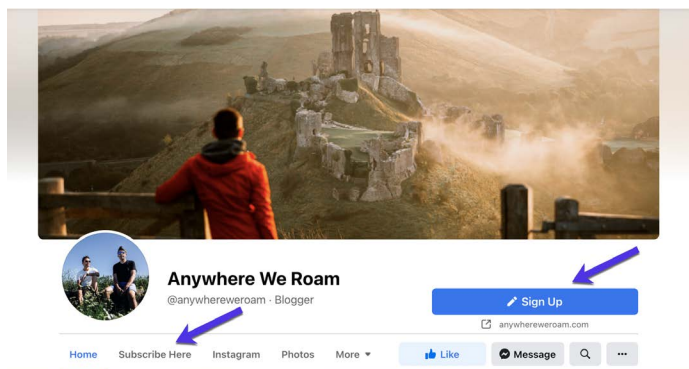 Anywhere We Roam
@anywhereweroam · Blogger
Sign Up
anywhereweroam.com
Home Subscribe Here Instagram Photos More Like Message